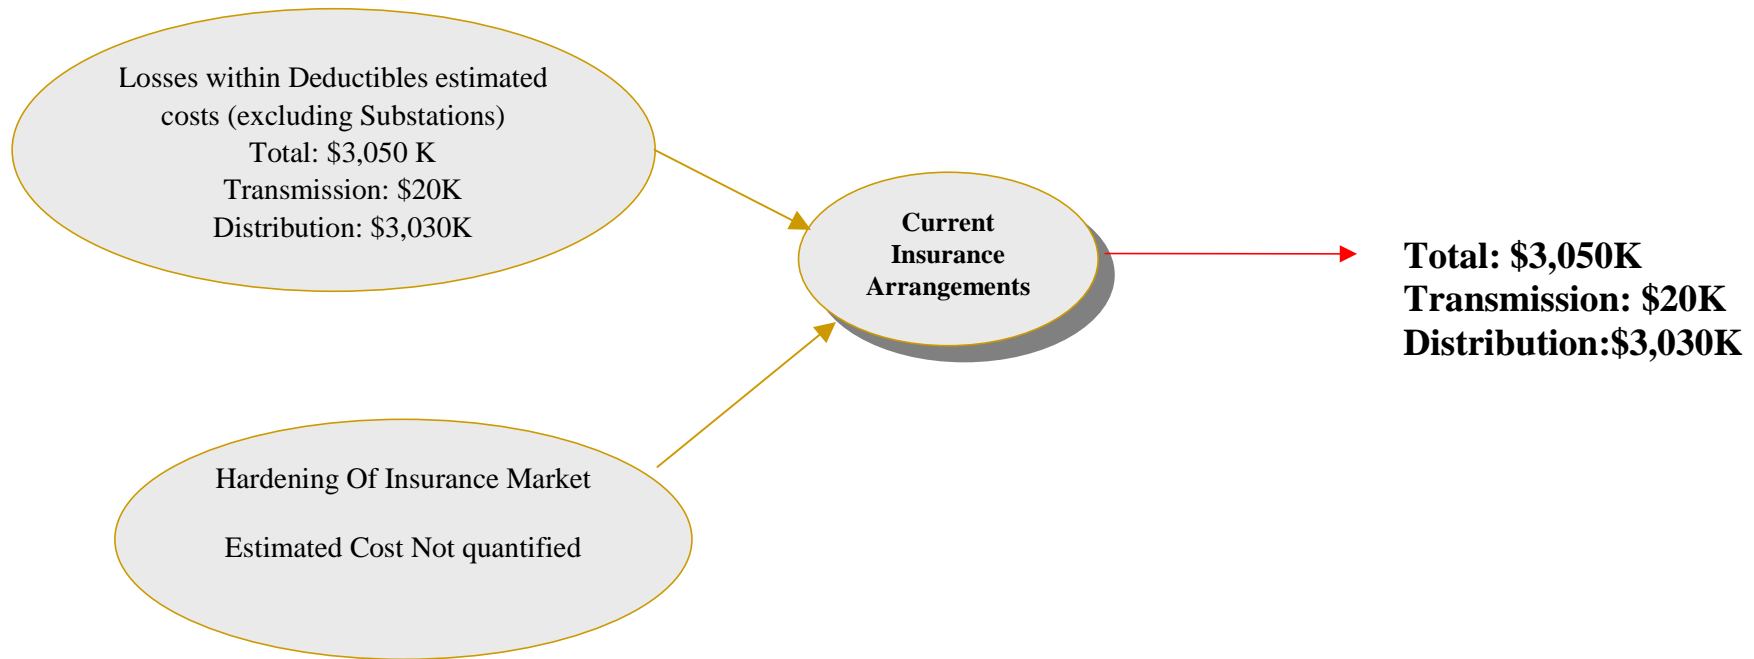 Losses within Deductibles estimated
costs (excluding Substations)
Total: $3,050 K
Transmission: $20K
Distribution: $3,030K
Current
Insurance
Arrangements
Total: $3,050K
Transmission: $20K
Distribution:$3,030K
Hardening Of Insurance Market
Estimated Cost Not quantified